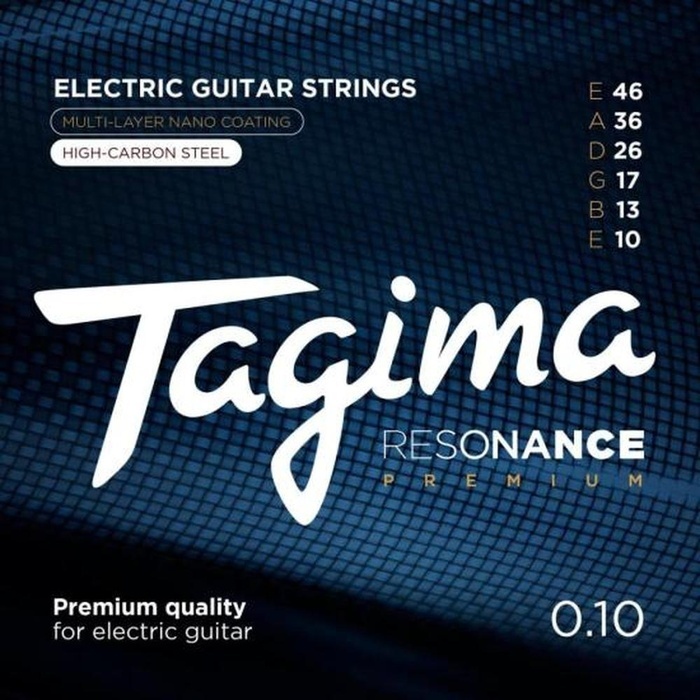 ELECTRIC GUITAR STRINGS
MULTI-LAYER NANO COATING
HIGH-CARBON STEEL
E 46
A 36
D 26
G 17
B 13
E 10
Tagima
RESONANCE
PREMIUM
Premium quality
for electric guitar
0.10